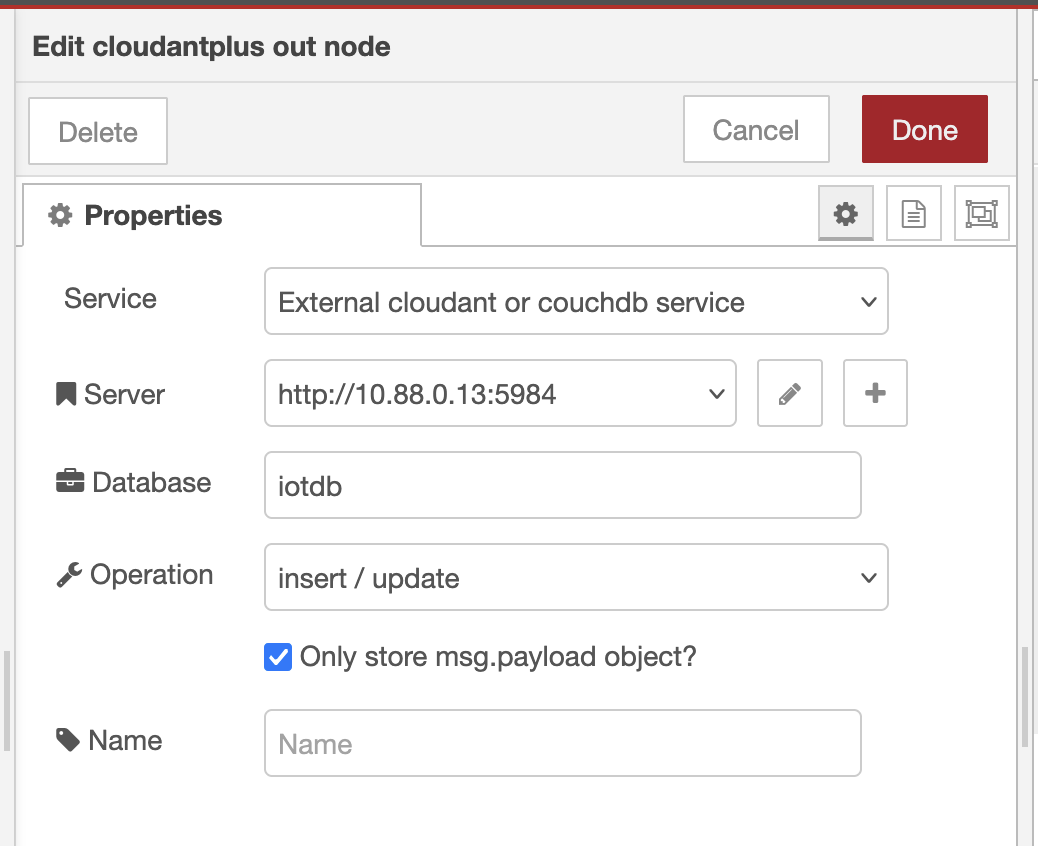 Edit cloudantplus out node
Delete
Cancel
Done
Properties
Service
External cloudant or couchdb service
Server
http://10.88.0.13:5984
Database
iotdb
Operation
insert / update
Only store msg.payload object?
Name
Name